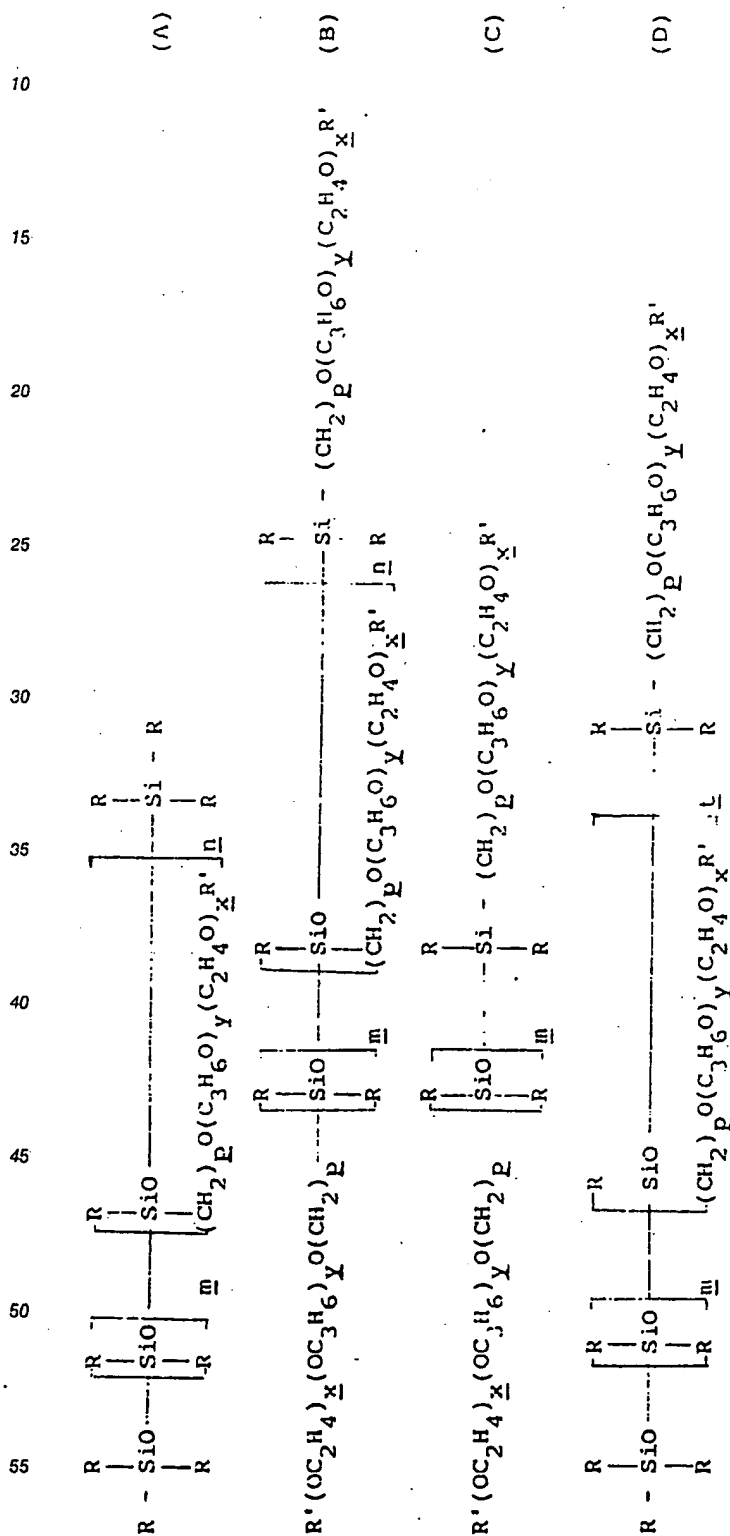 55 50 45 40 35 30 25 20 15 10
R R R R
R - SiO SiO SiO Si - R (A)
R R m (CH2)pO(C3H6O)y(C2H4O)xR' n R
R R R
R'(OC2H4)x(OC3H6)yO(CH2)p SiO SiO Si - (CH2)pO(C3H6O)y(C2H4O)xR' (B)
R m (CH2)pO(C3H6O)y(C2H4O)xR' n R
R R
R'(OC2H4)x(OC3H6)yO(CH2)p SiO Si - (CH2)pO(C3H6O)y(C2H4O)xR' (C)
R m R
R R R R
R - SiO SiO SiO Si - (CH2)pO(C3H6O)y(C2H4O)xR' (D)
R R m (CH2)pO(C3H6O)y(C2H4O)xR' t R